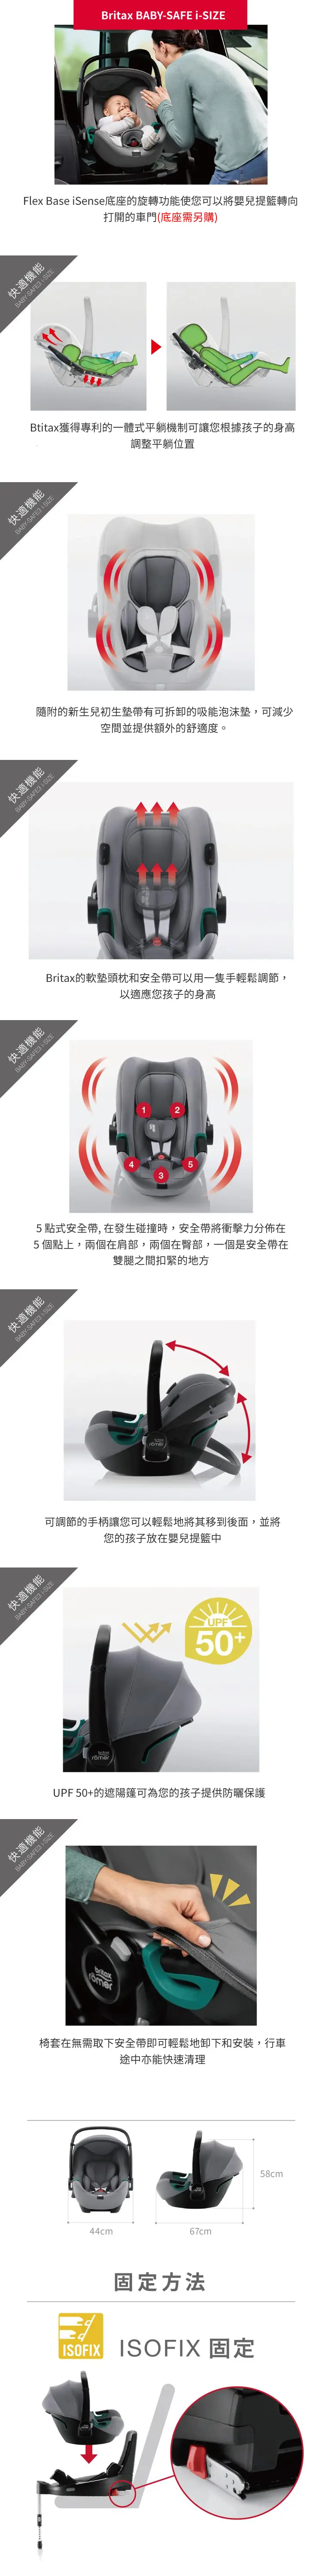 Britax BABY-SAFE i-SIZE
Flex Base iSense底座的旋轉功能使您可以將嬰兒提籃轉向
打開的車門(底座需另購)
快適機能
BABY-SAFE3 i-SIZE
Btitax獲得專利的一體式平躺機制可讓您根據孩子的身高
調整平躺位置
快適機能
BABY-SAFE3 i-SIZE
隨附的新生兒初生墊帶有可拆卸的吸能泡沫墊，可減少
空間並提供額外的舒適度。
快適機能
BABY-SAFE3 i-SIZE
Britax的軟墊頭枕和安全帶可以用一隻手輕鬆調節，
以適應您孩子的身高
快適機能
BABY-SAFE3 i-SIZE
1
2
4
5
3
5 點式安全帶, 在發生碰撞時，安全帶將衝擊力分佈在
5 個點上，兩個在肩部，兩個在臀部，一個是安全帶在
雙腿之間扣緊的地方
快適機能
BABY-SAFE3 i-SIZE
britax
römer
可調節的手柄讓您可以輕鬆地將其移到後面，並將
您的孩子放在嬰兒提籃中
快適機能
BABY-SAFE3 i-SIZE
UPF
50+
britax
römer
UPF 50+的遮陽篷可為您的孩子提供防曬保護
快適機能
BABY-SAFE3 i-SIZE
britax
römer
椅套在無需取下安全帶即可輕鬆地卸下和安裝，行車
途中亦能快速清理
58cm
44cm
67cm
固定方法
ISOFIX
ISOFIX 固定